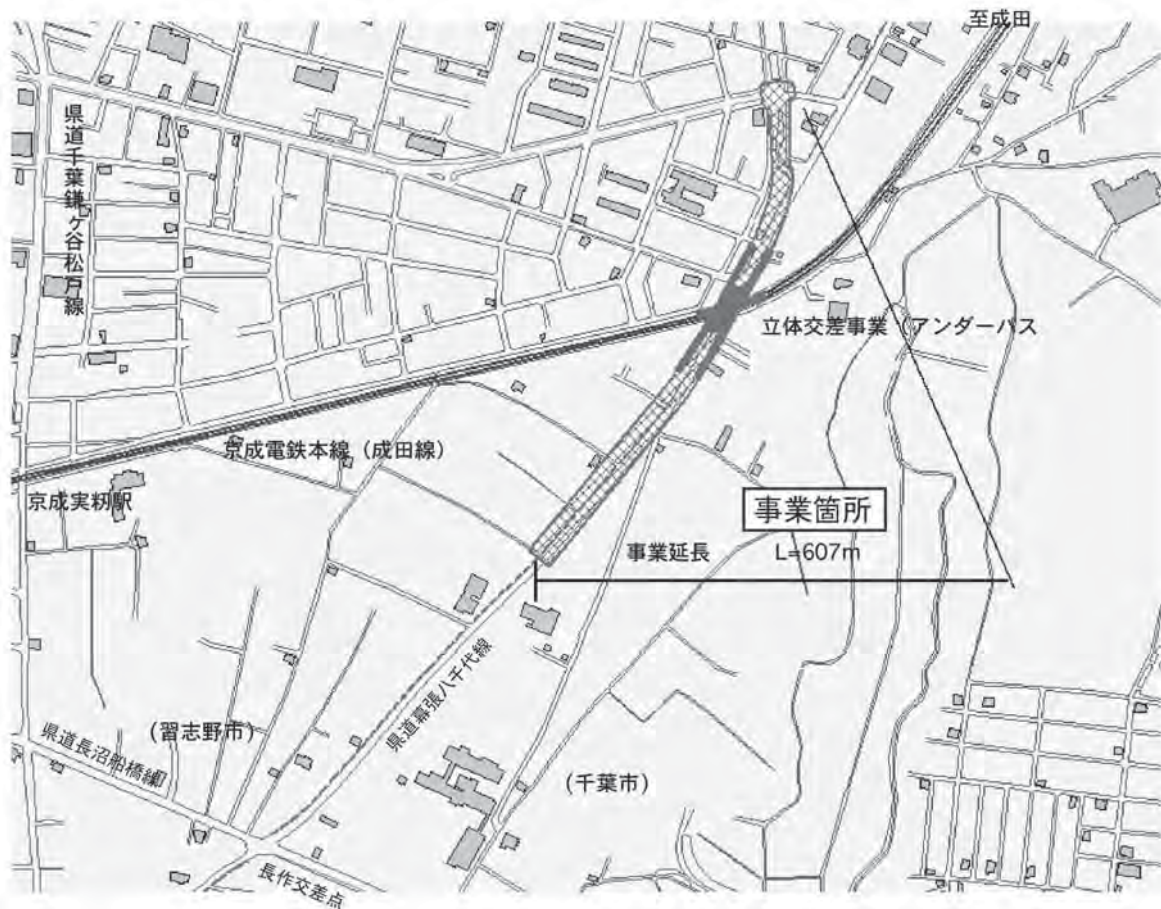 至成田
県道千葉鎌ヶ谷松戸線
立体交差事業（アンダーパス
京成電鉄本線（成田線）
京成実籾駅
事業箇所
事業延長 L=607m
県道幕張八千代線
(習志野市)
県道長沼船橋線
(千葉市)
長作交差点